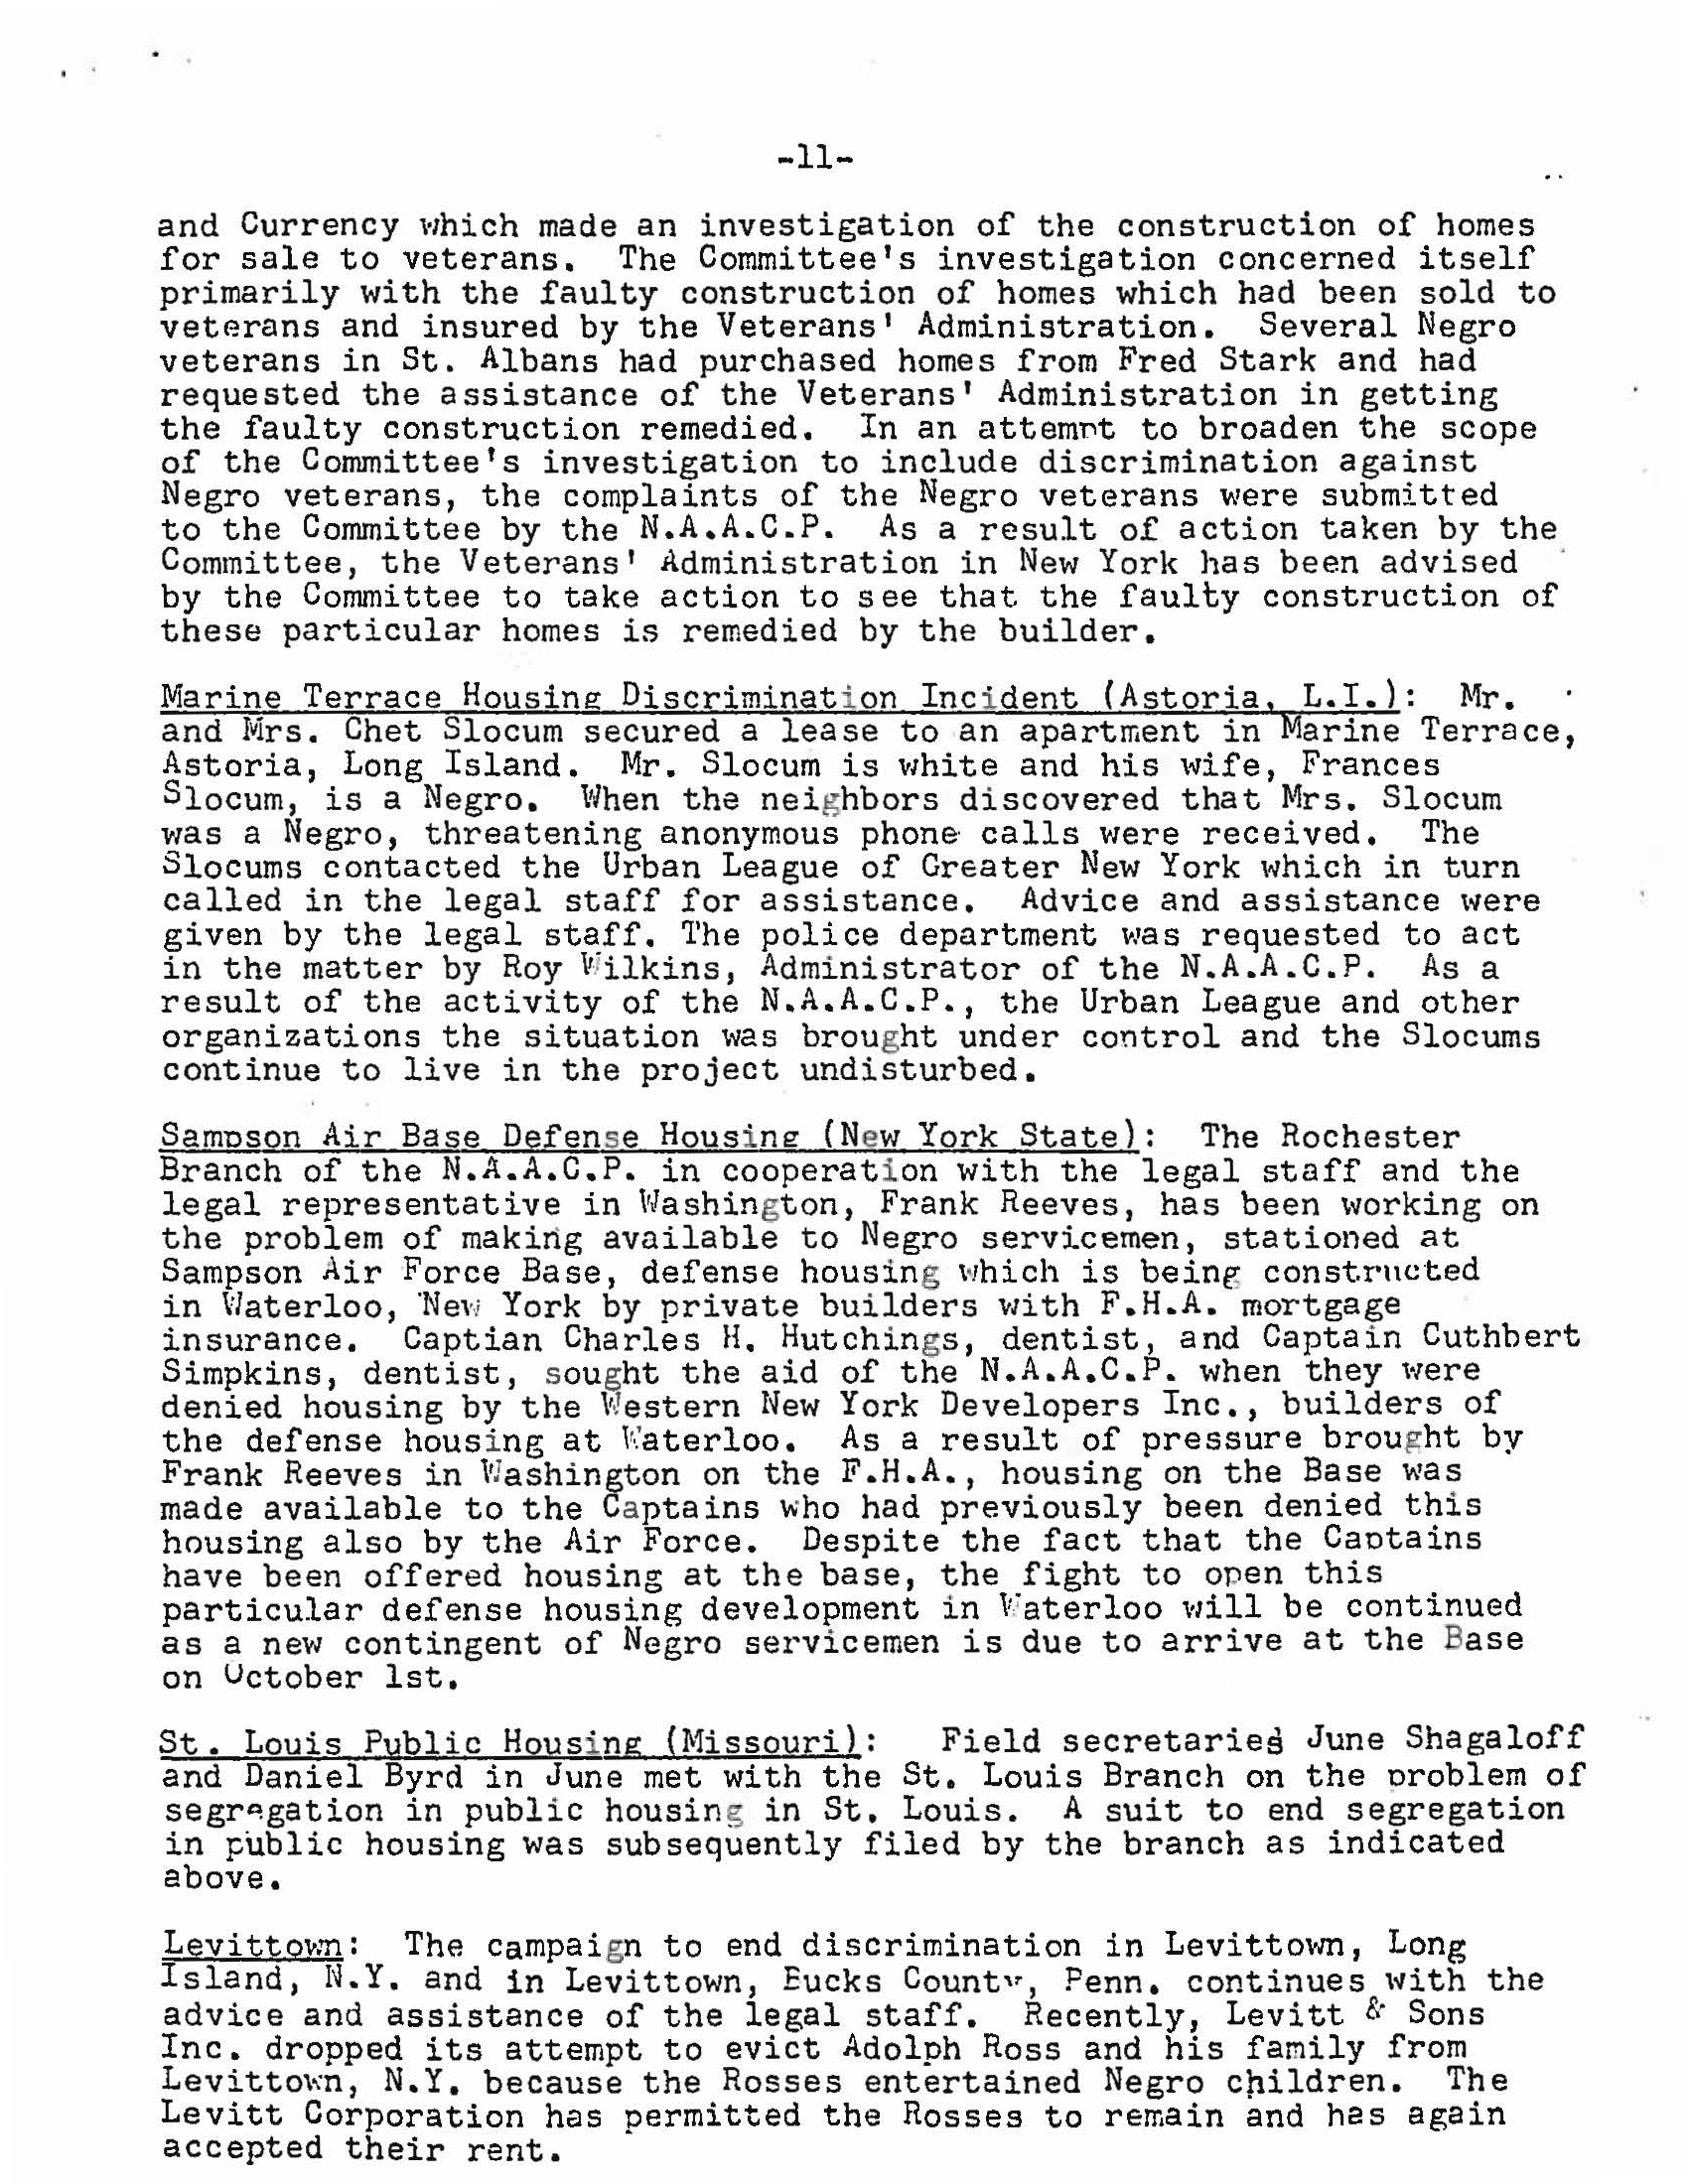 -11-
and Currency which made an investigation of the construction of homes
for sale to veterans. The Committee's investigation concerned itself
primarily with the faulty construction of homes which had been sold to
veterans and insured by the Veterans' Administration. Several Negro
veterans in St. Albans had purchased homes from Fred Stark and had
requested the assistance of the Veterans' Administration in getting
the faulty construction remedied. In an attempt to broaden the scope
of the Committee's investigation to include discrimination against
Negro veterans, the complaints of the Negro veterans were submitted
to the Committee by the N.A.A.C.P. As a result of action taken by the
Committee, the Veterans' Administration in New York has been advised
by the Committee to take action to see that the faulty construction of
these particular homes is remedied by the builder.
Marine Terrace Housing Discrimination Incident (Astoria, L.I.): Mr.
and Mrs. Chet Slocum secured a lease to an apartment in Marine Terrace,
Astoria, Long Island. Mr. Slocum is white and his wife, Frances
Slocum, is a Negro. When the neighbors discovered that Mrs. Slocum
was a Negro, threatening anonymous phone calls were received. The
Slocums contacted the Urban League of Greater New York which in turn
called in the legal staff for assistance. Advice and assistance were
given by the legal staff. The police department was requested to act
in the matter by Roy Wilkins, Administrator of the N.A.A.C.P. As a
result of the activity of the N.A.A.C.P., the Urban League and other
organizations the situation was brought under control and the Slocums
continue to live in the project undisturbed.
Sampson Air Base Defense Housing (New York State): The Rochester
Branch of the N.A.A.C.P. in cooperation with the legal staff and the
legal representative in Washington, Frank Reeves, has been working on
the problem of making available to Negro servicemen, stationed at
Sampson Air Force Base, defense housing which is being constructed
in Waterloo, New York by private builders with F.H.A. mortgage
insurance. Captian Charles H. Hutchings, dentist, and Captain Cuthbert
Simpkins, dentist, sought the aid of the N.A.A.C.P. when they were
denied housing by the Western New York Developers Inc., builders of
the defense housing at Waterloo. As a result of pressure brought by
Frank Reeves in Washington on the F.H.A., housing on the Base was
made available to the Captains who had previously been denied this
housing also by the Air Force. Despite the fact that the Captains
have been offered housing at the base, the fight to open this
particular defense housing development in Waterloo will be continued
as a new contingent of Negro servicemen is due to arrive at the Base
on October 1st.
St. Louis Public Housing (Missouri): Field secretaries June Shagaloff
and Daniel Byrd in June met with the St. Louis Branch on the problem of
segregation in public housing in St. Louis. A suit to end segregation
in public housing was subsequently filed by the branch as indicated
above.
Levittown: The campaign to end discrimination in Levittown, Long
Island, N.Y. and in Levittown, Bucks County, Penn. continues with the
advice and assistance of the legal staff. Recently, Levitt & Sons
Inc. dropped its attempt to evict Adolph Ross and his family from
Levittown, N.Y. because the Rosses entertained Negro children. The
Levitt Corporation has permitted the Rosses to remain and has again
accepted their rent.